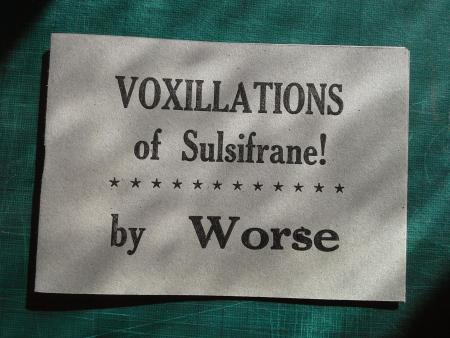 VOXILLATIONS
of Sulsifrane!
★ ★ ★ ★ ★ ★ ★ ★ ★ ★ ★ ★ ★
by Worse